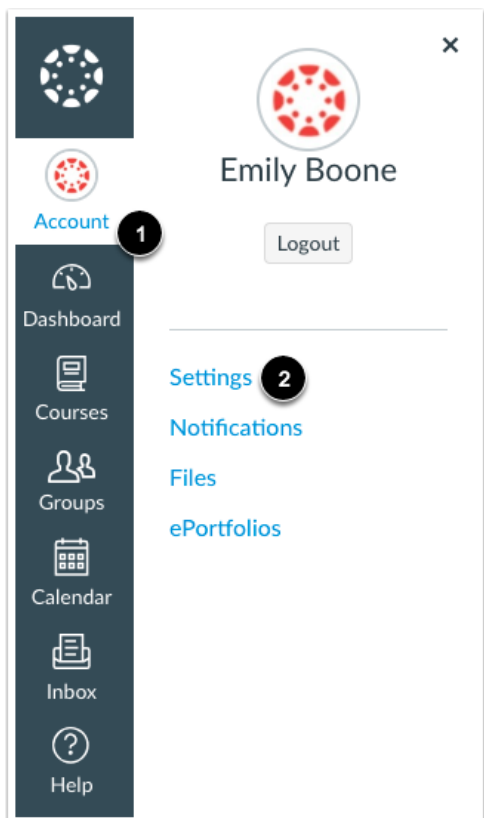 Account
1
Dashboard
Courses
Groups
Calendar
Inbox
?
Help
×
Emily Boone
Logout
Settings 2
Notifications
Files
ePortfolios